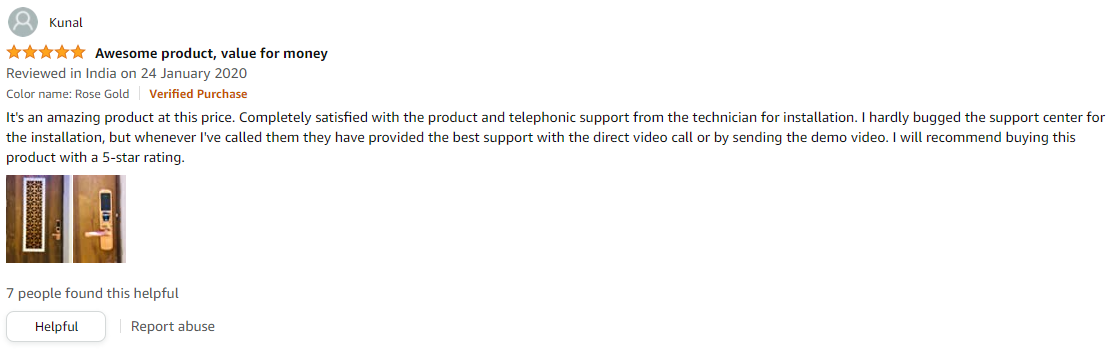 Kunal
Awesome product, value for money
Reviewed in India on 24 January 2020
Color name: Rose Gold Verified Purchase
It's an amazing product at this price. Completely satisfied with the product and telephonic support from the technician for installation. I hardly bugged the support center for
the installation, but whenever I've called them they have provided the best support with the direct video call or by sending the demo video. I will recommend buying this
product with a 5-star rating.
7 people found this helpful
Helpful Report abuse